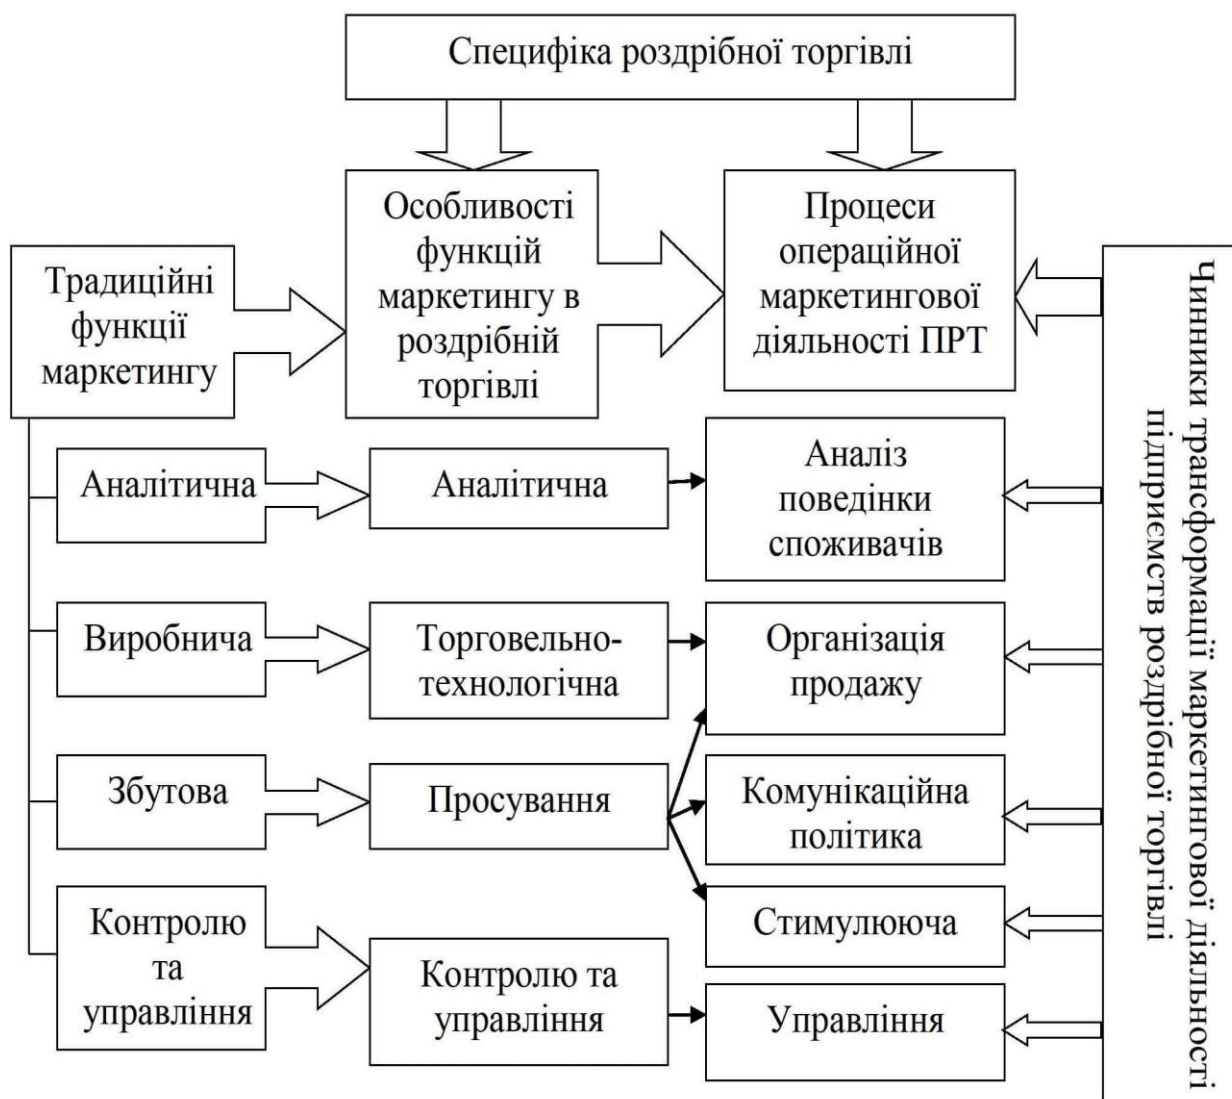 Специфіка роздрібної торгівлі
Традиційні
функції
маркетингу
Особливості
функцій
маркетингу в
роздрібній
торгівлі
Процеси
операційної
маркетингової
діяльності ПРТ
Аналітична
Аналітична
Аналіз
поведінки
споживачів
Виробнича
Торговельно-
технологічна
Організація
продажу
Збутова
Просування
Комунікаційна
політика
Стимулююча
Контролю
та
управління
Контролю та
управління
Управління
Чинники трансформації маркетингової діяльності
підприємств роздрібної торгівлі